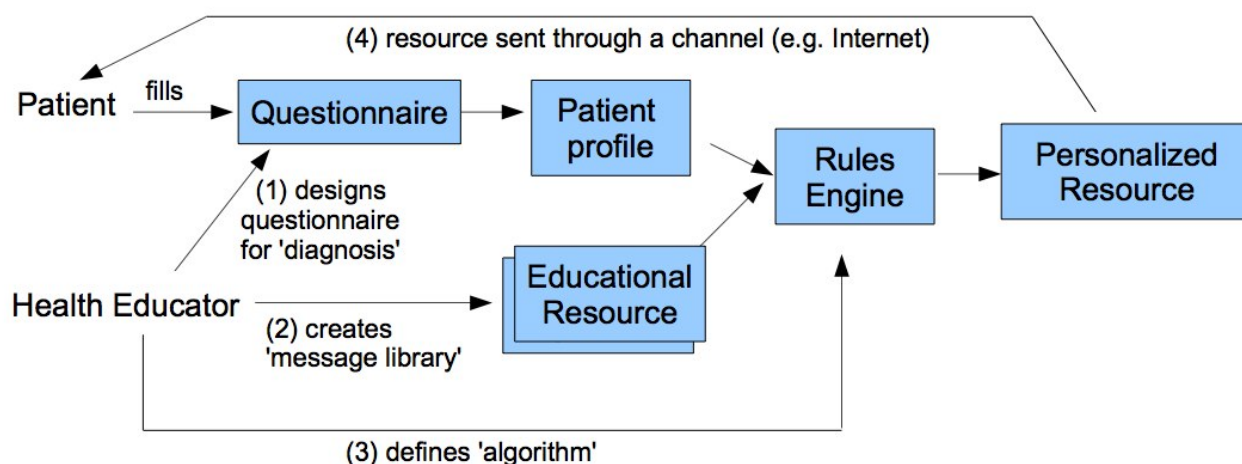 (4) resource sent through a channel (e.g. Internet)
Patient
fills
Questionnaire
Patient
profile
Rules
Engine
Personalized
Resource
(1) designs
questionnaire
for 'diagnosis'
Health Educator
(2) creates
'message library'
Educational
Resource
(3) defines 'algorithm'